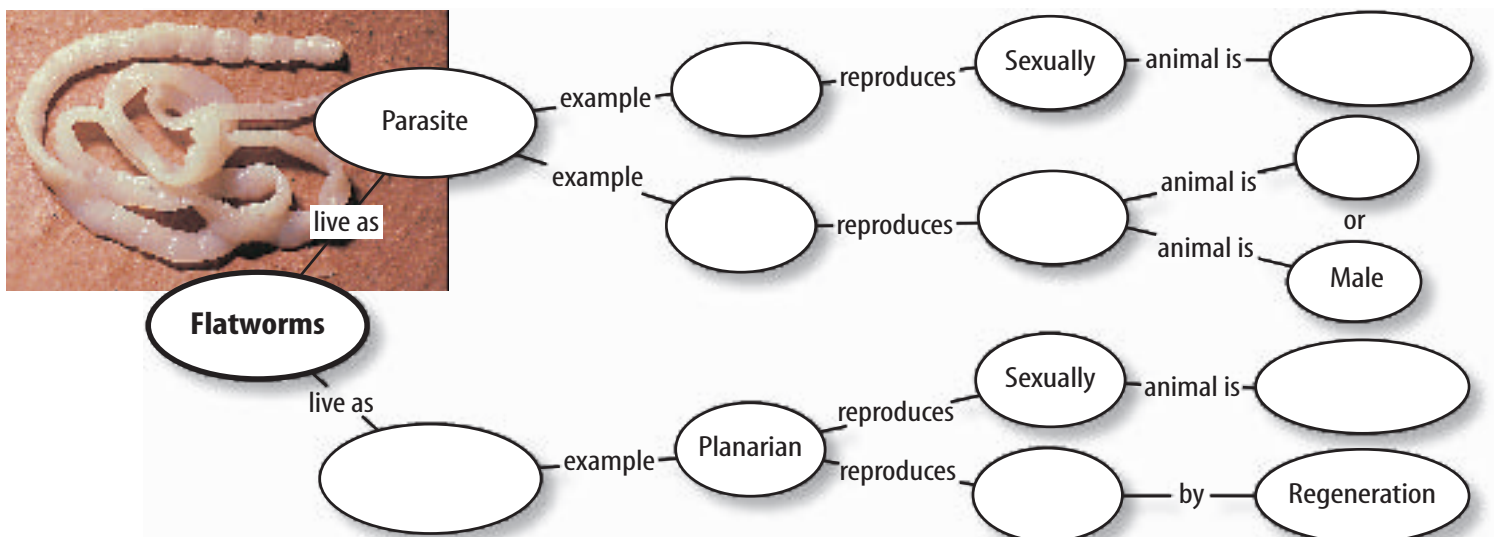 Parasite
example
reproduces
Sexually
animal is
example
reproduces
animal is
or
animal is
Male
live as
Flatworms
live as
example
Planarian
reproduces
Sexually
animal is
reproduces
by
Regeneration